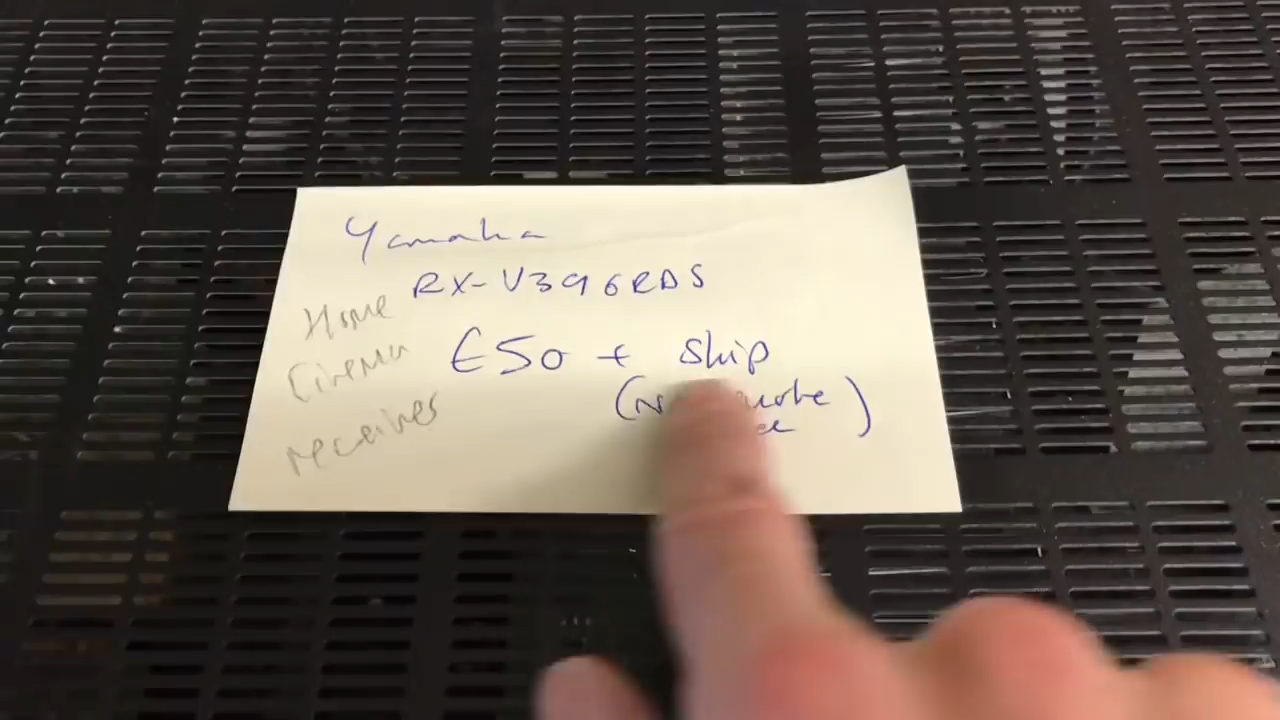 Yamaha
RX-V396RDS
Home
Cinema
receiver
€50 + Ship
)